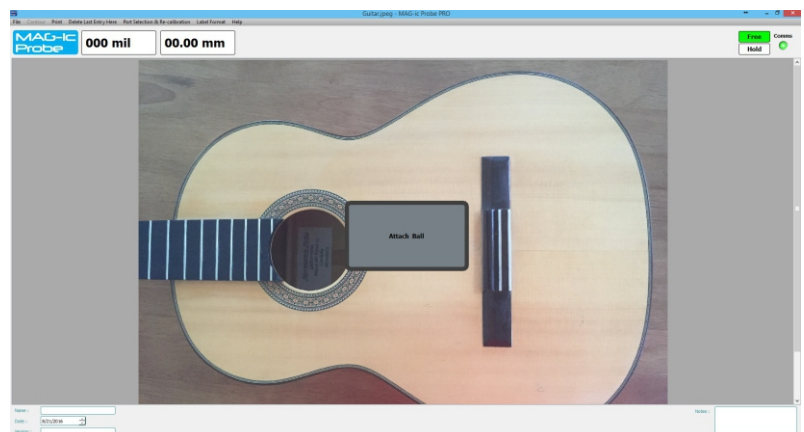 Guitar.jpeg - MAG-ic Probe PRO
File Contrast Print Delete Last Entry Here Port Selection & Re-calibration Label Format Help
MAG-ic
Probe
000 mil
00.00 mm
Free
Hold
Comms
Attach Ball
Name :
Date :
8/21/2016
Notes :